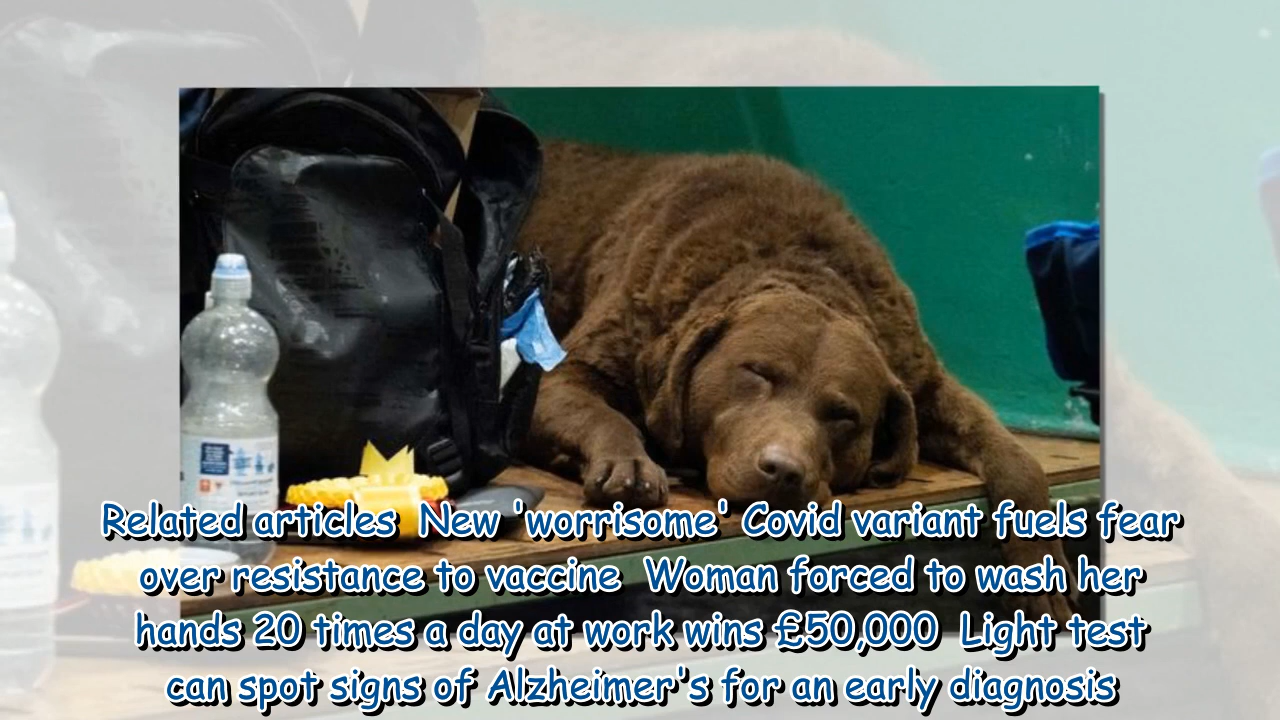 Related articles  New 'worrisome' Covid variant fuels fear
over resistance to vaccine  Woman forced to wash her
hands 20 times a day at work wins £50,000  Light test
can spot signs of Alzheimer's for an early diagnosis